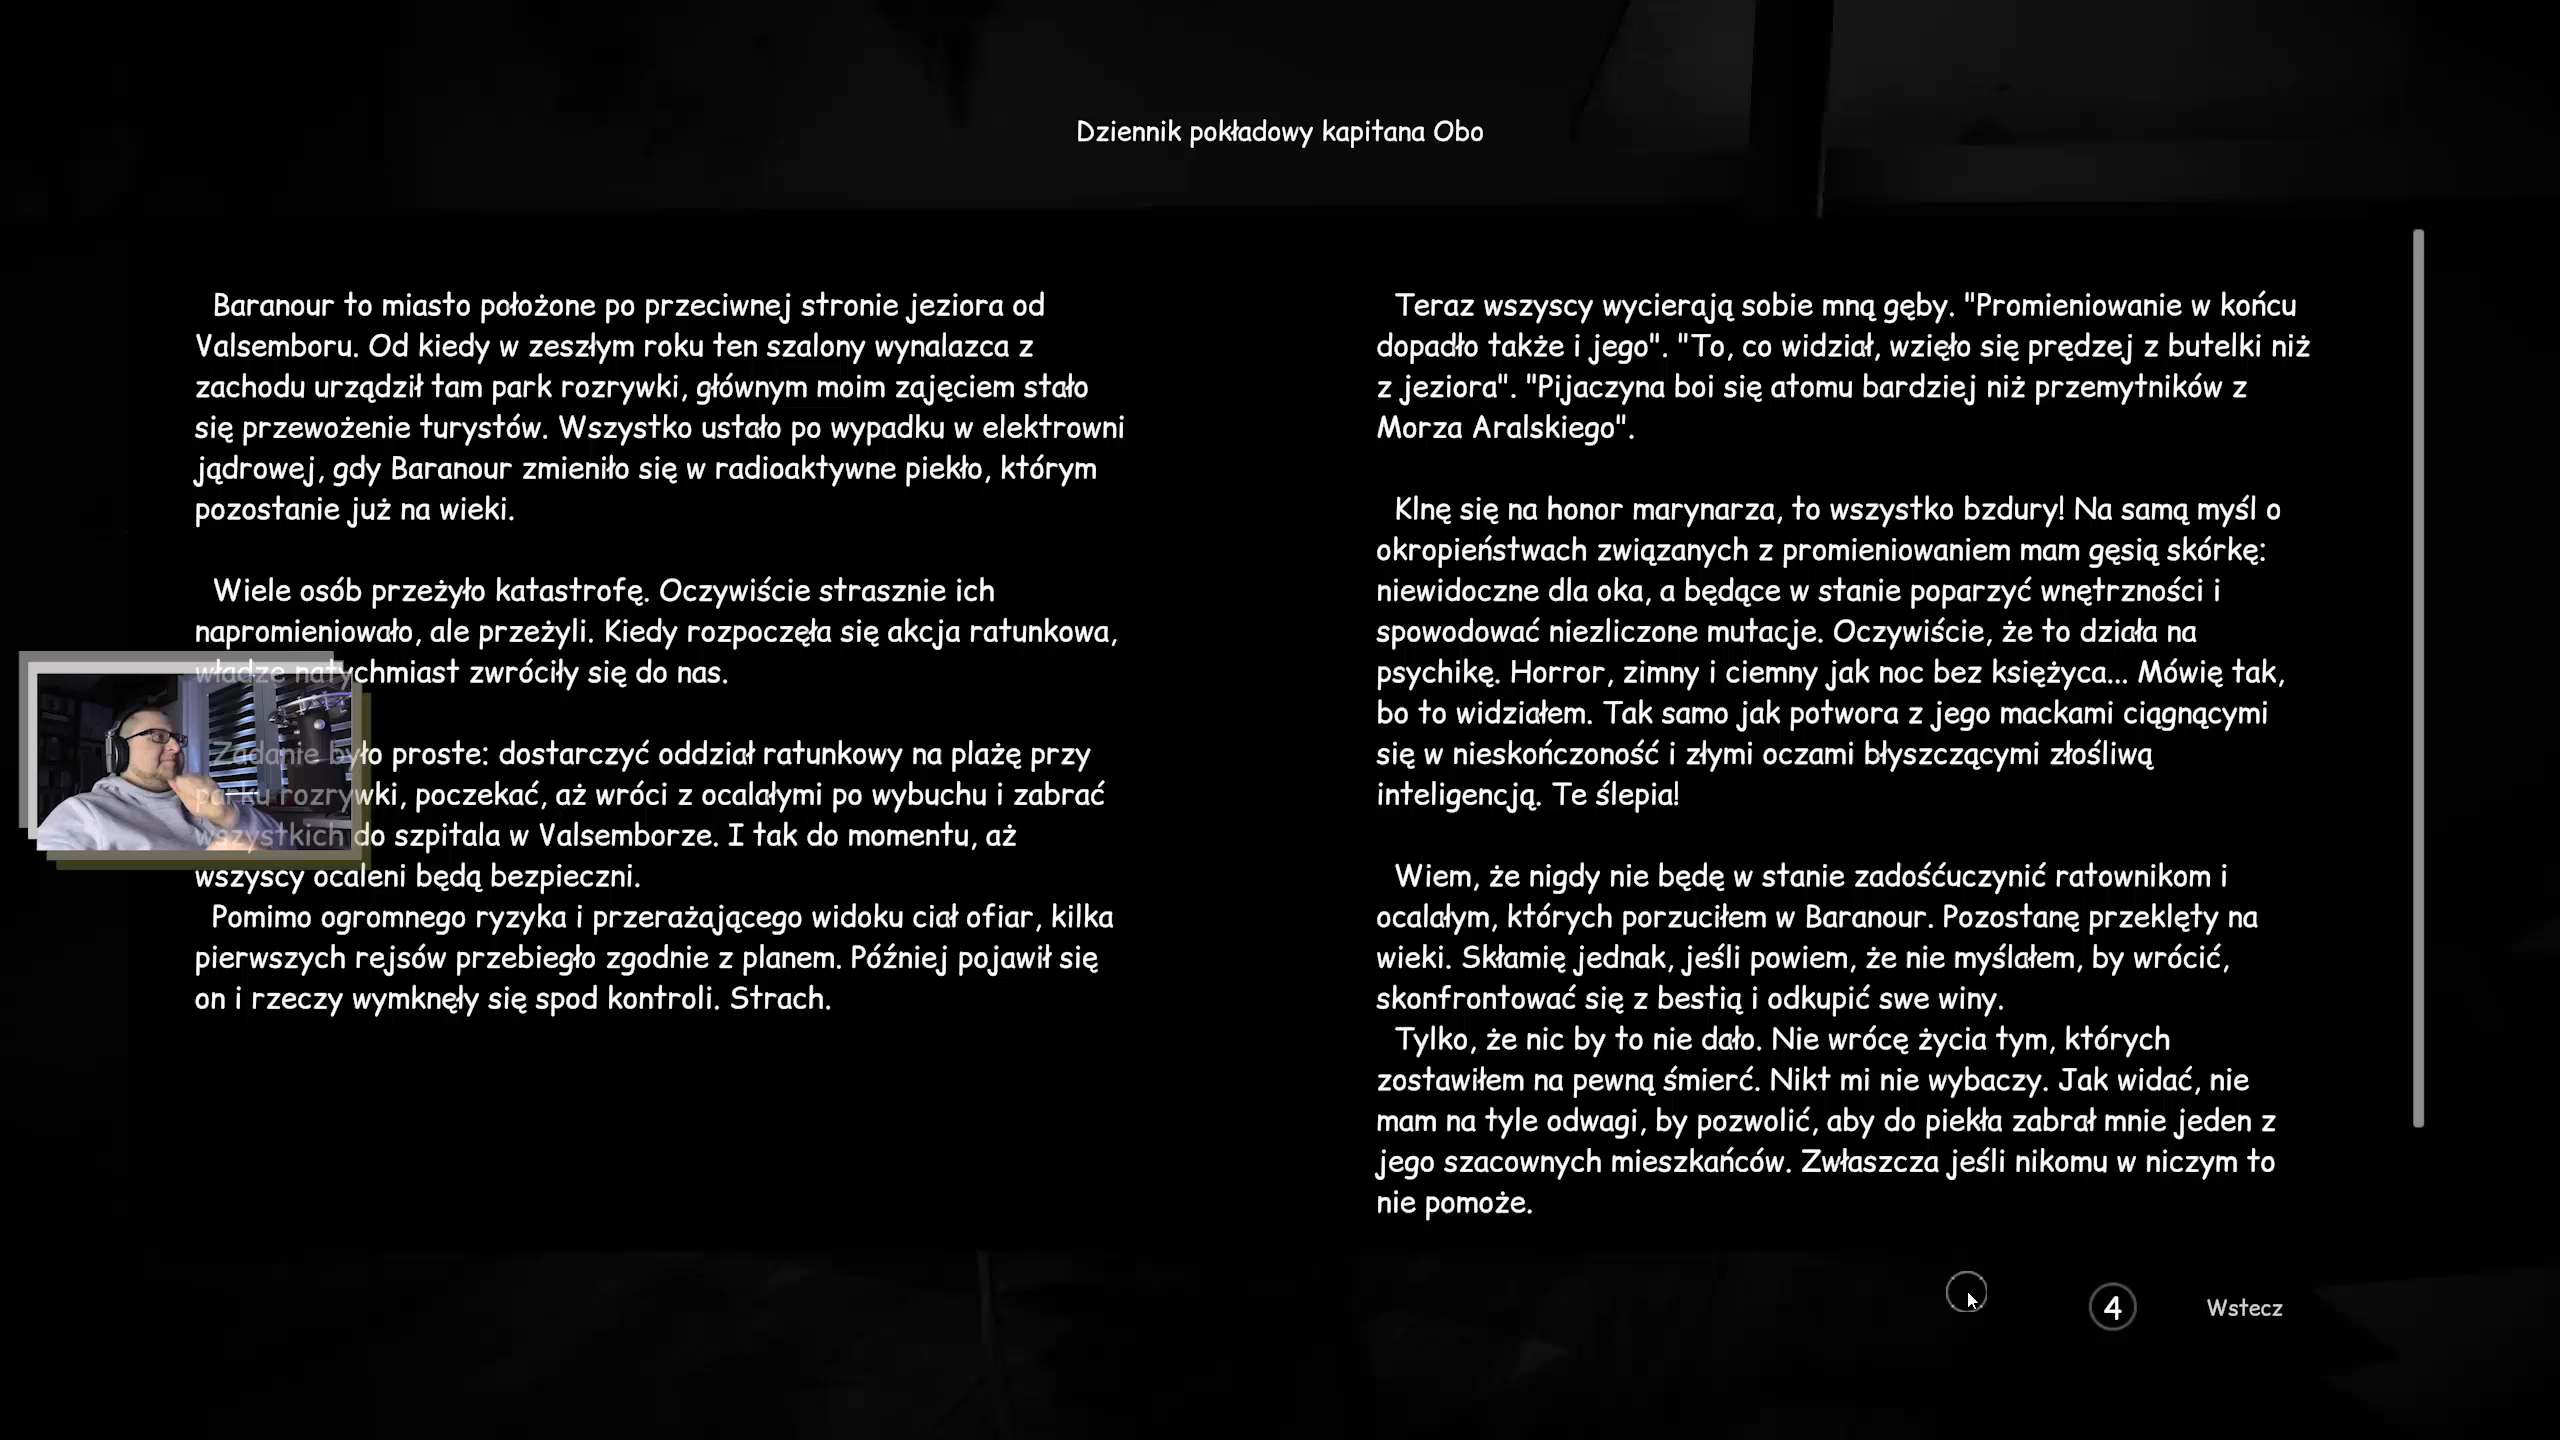 Dziennik pokładowy kapitana Obo
Baranour to miasto położone po przeciwnej stronie jeziora od
Valsemboru. Od kiedy w zeszłym roku ten szalony wynalazca z
zachodu urządził tam park rozrywki, głównym moim zajęciem stało
się przewożenie turystów. Wszystko ustało po wypadku w elektrowni
jądrowej, gdy Baranour zmieniło się w radioaktywne piekło, którym
pozostanie już na wieki.
Wiele osób przeżyło katastrofę. Oczywiście strasznie ich
napromieniowało, ale przeżyli. Kiedy rozpoczęła się akcja ratunkowa,
władze natychmiast zwróciły się do nas.
Zadanie było proste: dostarczyć oddział ratunkowy na plażę przy
parku rozrywki, poczekać, aż wróci z ocalałymi po wybuchu i zabrać
wszystkich do szpitala w Valsemborze. I tak do momentu, aż
wszyscy ocaleni będą bezpieczni.
Pomimo ogromnego ryzyka i przerażającego widoku ciał ofiar, kilka
pierwszych rejsów przebiegło zgodnie z planem. Później pojawił się
on i rzeczy wymknęły się spod kontroli. Strach.
Teraz wszyscy wycierają sobie mną gęby. "Promieniowanie w końcu
dopadło także i jego". "To, co widział, wzięło się prędzej z butelki niż
z jeziora". "Pijaczyna boi się atomu bardziej niż przemytników z
Morza Aralskiego".
Klnę się na honor marynarza, to wszystko bzdury! Na samą myśl o
okropieństwach związanych z promieniowaniem mam gęsią skórkę:
niewidoczne dla oka, a będące w stanie poparzyć wnętrzności i
spowodować niezliczone mutacje. Oczywiście, że to działa na
psychikę. Horror, zimny i ciemny jak noc bez księżyca... Mówię tak,
bo to widziałem. Tak samo jak potwora z jego mackami ciągnącymi
się w nieskończoność i złymi oczami błyszczącymi złośliwą
inteligencją. Te ślepia!
Wiem, że nigdy nie będę w stanie zadośćuczynić ratownikom i
ocalałym, których porzuciłem w Baranour. Pozostanę przeklęty na
wieki. Skłamię jednak, jeśli powiem, że nie myślałem, by wrócić,
skonfrontować się z bestią i odkupić swe winy.
Tylko, że nic by to nie dało. Nie wrócę życia tym, których
zostawiłem na pewną śmierć. Nikt mi nie wybaczy. Jak widać, nie
mam na tyle odwagi, by pozwolić, aby do piekła zabrał mnie jeden z
jego szacownych mieszkańców. Zwłaszcza jeśli nikomu w niczym to
nie pomoże.
4 Wstecz